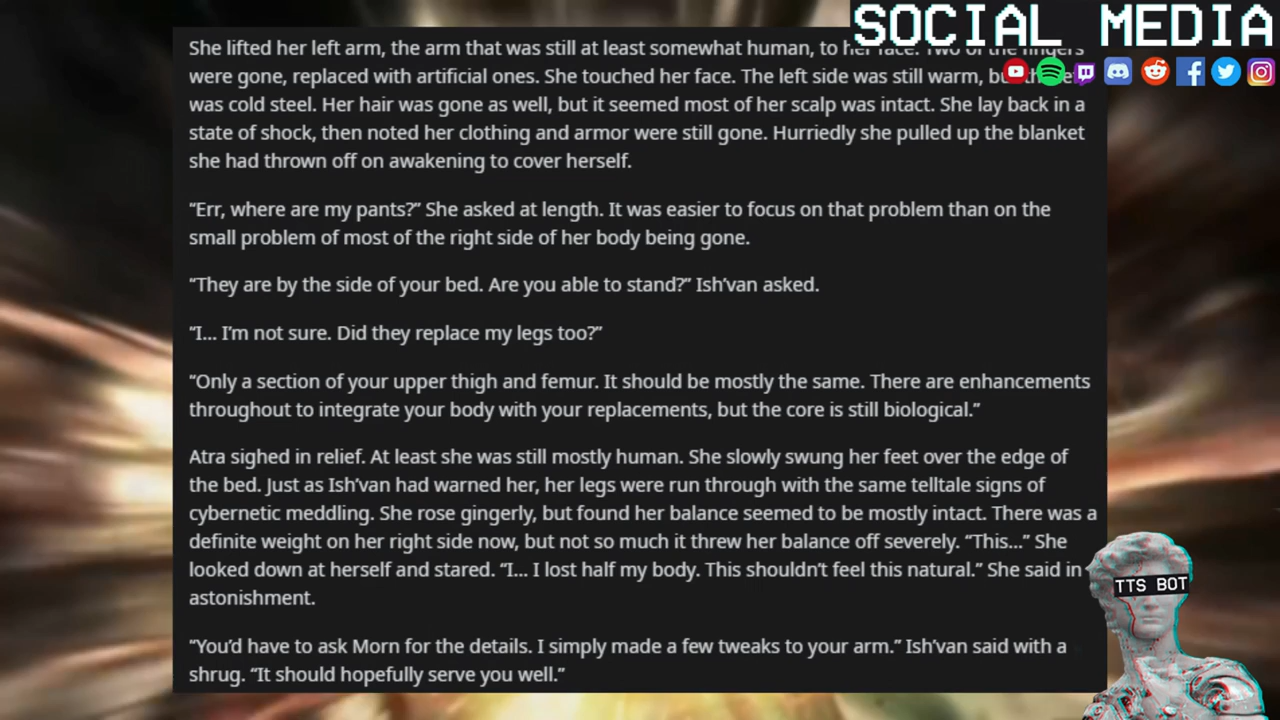 SOCIAL MEDIA
She lifted her left arm, the arm that was still at least somewhat human, to her face. Two of the fingers
were gone, replaced with artificial ones. She touched her face. The left side was still warm, but
was cold steel. Her hair was gone as well, but it seemed most of her scalp was intact. She lay back in a
state of shock, then noted her clothing and armor were still gone. Hurriedly she pulled up the blanket
she had thrown off on awakening to cover herself.
“Err, where are my pants?” She asked at length. It was easier to focus on that problem than on the
small problem of most of the right side of her body being gone.
“They are by the side of your bed. Are you able to stand?” Ish’van asked.
“I... I’m not sure. Did they replace my legs too?”
“Only a section of your upper thigh and femur. It should be mostly the same. There are enhancements
throughout to integrate your body with your replacements, but the core is still biological.”
Atra sighed in relief. At least she was still mostly human. She slowly swung her feet over the edge of
the bed. Just as Ish’van had warned her, her legs were run through with the same telltale signs of
cybernetic meddling. She rose gingerly, but found her balance seemed to be mostly intact. There was a
definite weight on her right side now, but not so much it threw her balance off severely. “This...” She
looked down at herself and stared. “I... I lost half my body. This shouldn’t feel this natural.” She said in
astonishment.
“You’d have to ask Morn for the details. I simply made a few tweaks to your arm.” Ish’van said with a
shrug. “It should hopefully serve you well.”
TTS BOT